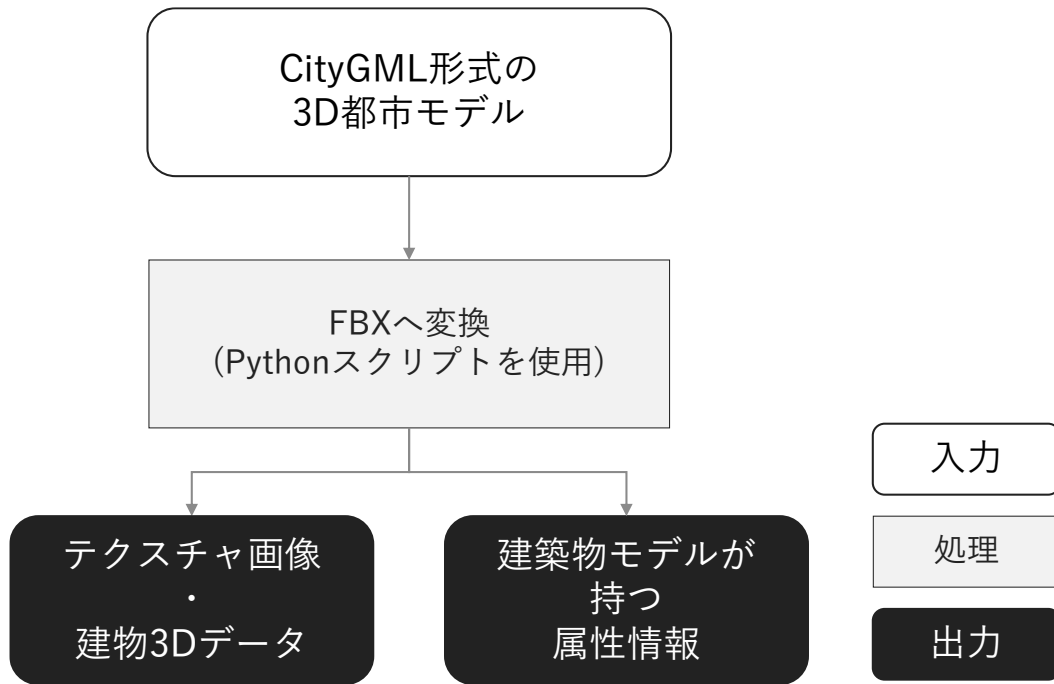 CityGML形式の
3D都市モデル
FBXへ変換
（Pythonスクリプトを使用）
テクスチャ画像
・
建物3Dデータ
建築物モデルが
持つ
属性情報
入力
処理
出力